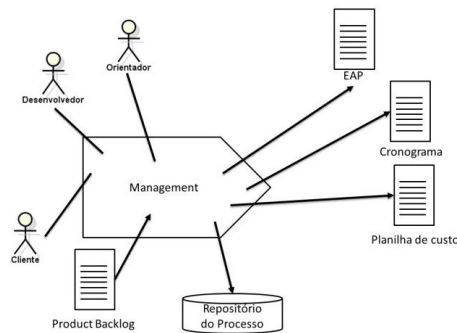 Orientador
EAP
Desenvolvedor
Cronograma
Management
Planilha de custo
Cliente
Product Backlog
Repositório
do Processo